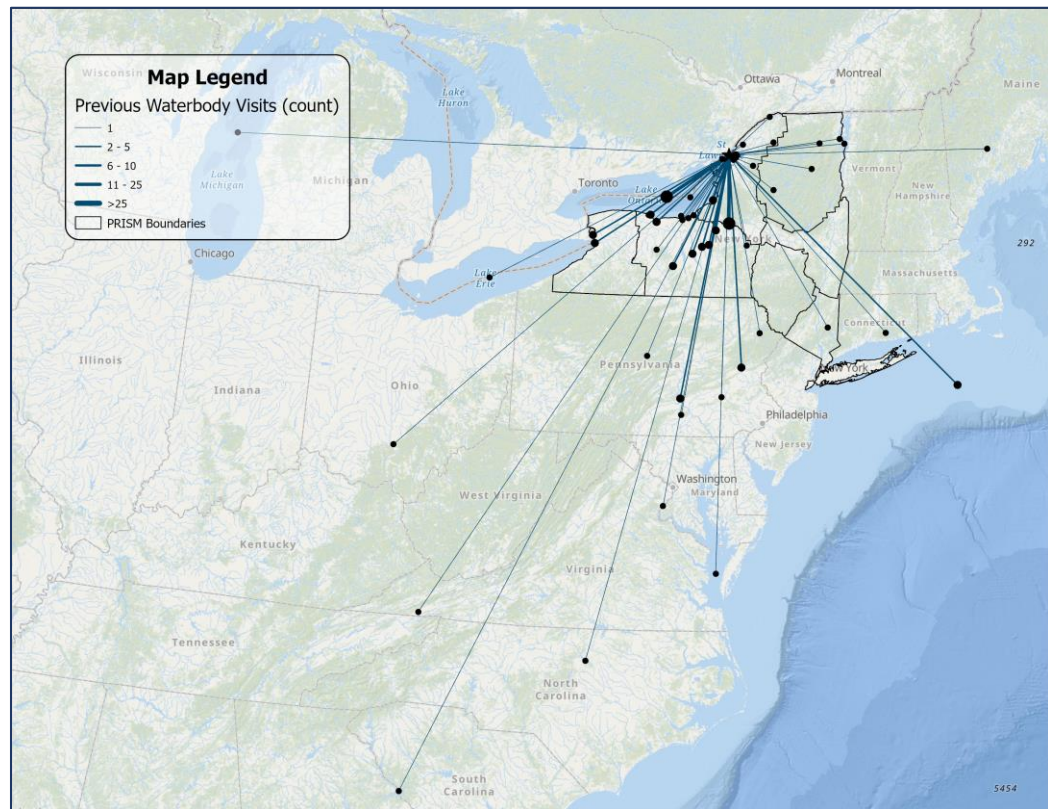 Map Legend
Previous Waterbody Visits (count)
1
2 - 5
6 - 10
11 - 25
>25
PRISM Boundaries
Wisconsin
Lake
Huron
Lake
Michigan
Michigan
Chicago
Toronto
Lake
Ontario
Ottawa
Montreal
Maine
St
Vermont
New
Hampshire
New York
Massachusetts
292
Lake
Erie
Connecticut
Illinois
Indiana
Ohio
Pennsylvania
New York
Philadelphia
New Jersey
Washington
Maryland
West Virginia
Kentucky
Virginia
Tennessee
North
Carolina
South
Carolina
5454